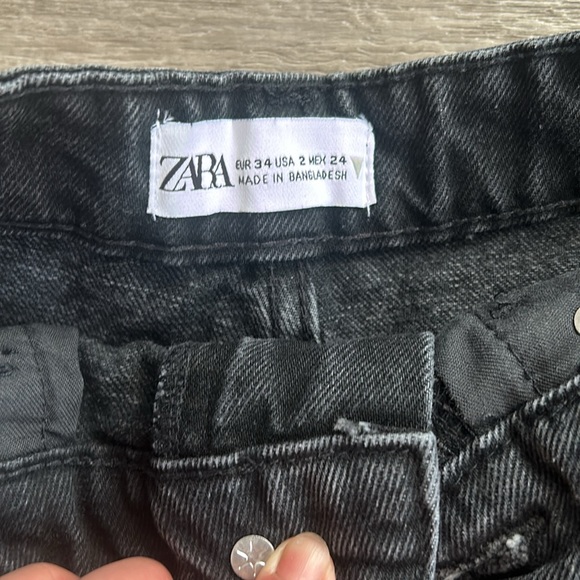 ZARA
EUR 34 USA 2 MEX 24
MADE IN BANGLADESH